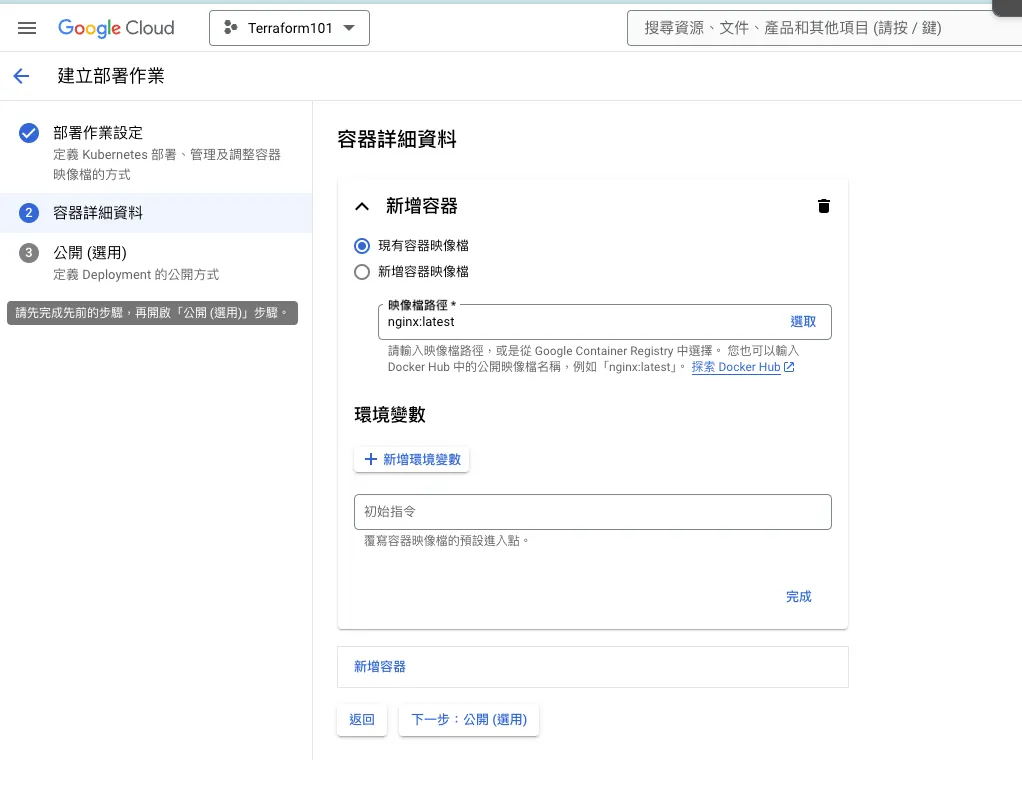 Google Cloud
Terraform101
搜尋資源、文件、產品和其他項目 (請按 / 鍵)
建立部署作業
部署作業設定
定義 Kubernetes 部署、管理及調整容器
映像檔的方式
2 容器詳細資料
3 公開 (選用)
定義 Deployment 的公開方式
請先完成先前的步驟，再開啟「公開 (選用)」步驟。
容器詳細資料
新增容器
現有容器映像檔
新增容器映像檔
映像檔路徑 *
nginx:latest 選取
請輸入映像檔路徑，或是從 Google Container Registry 中選擇。 您也可以輸入
Docker Hub 中的公開映像檔名稱，例如「nginx:latest」。 探索 Docker Hub
環境變數
+ 新增環境變數
初始指令
覆寫容器映像檔的預設進入點。
完成
新增容器
返回 下一步：公開 (選用)